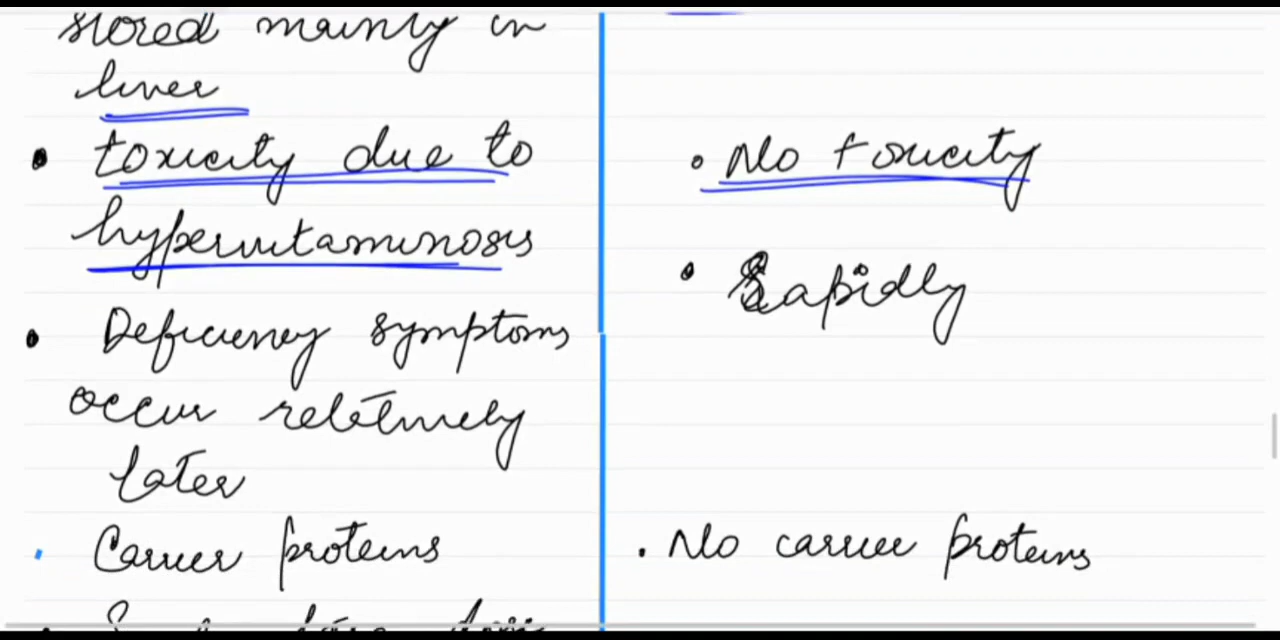 stored mainly in
liver
• toxicity due to
hypervitaminosis
• Deficiency symptoms
occur relatively
later
• Carrier proteins
• No toxicity
• Rapidly
• No carrier proteins